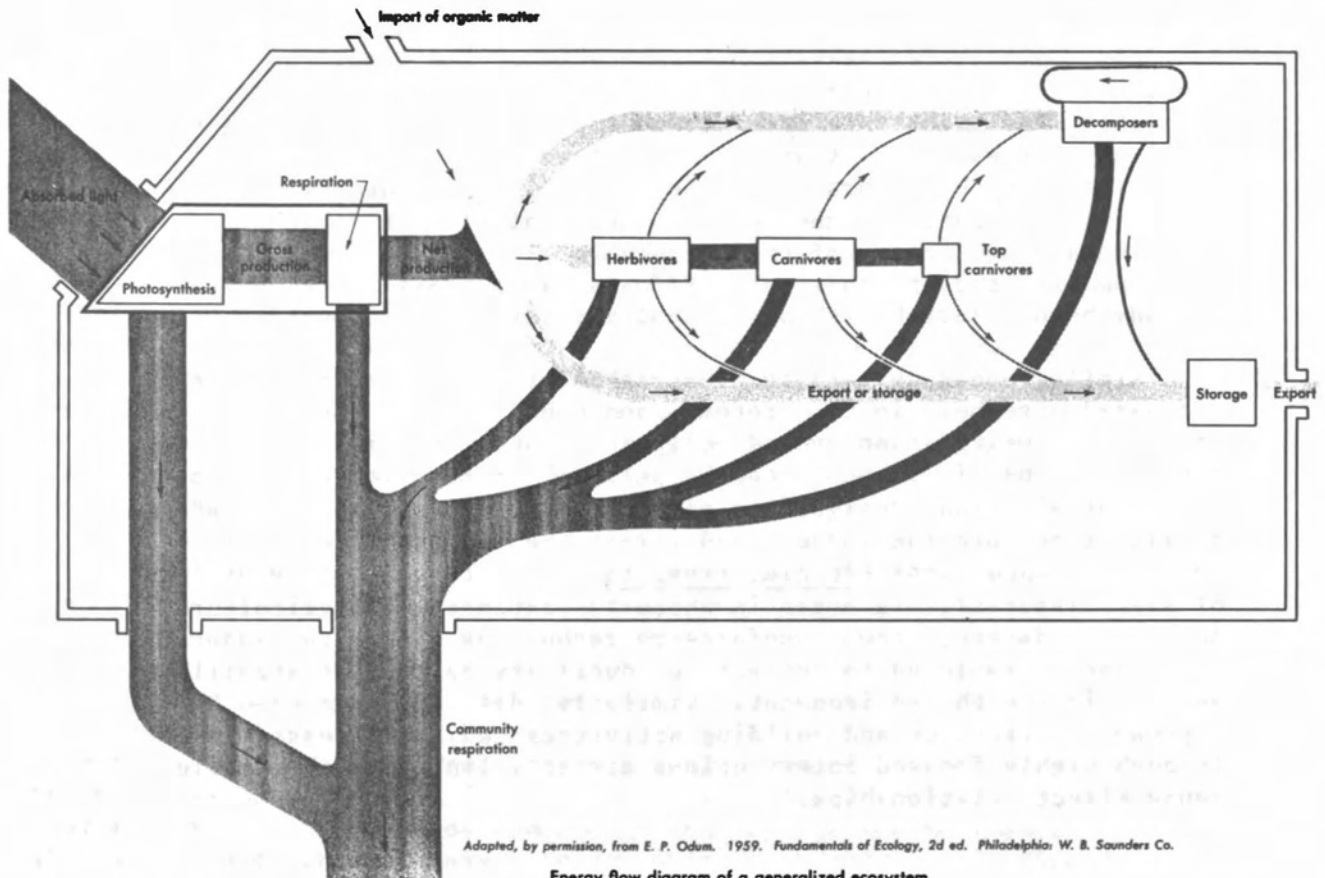 Import of organic matter
Absorbed light
Respiration
Photosynthesis
Gross
production
Net
production
Herbivores
Carnivores
Top
carnivores
Decomposers
Export or storage
Storage
Export
Community
respiration
Adapted, by permission, from E. P. Odum. 1959. Fundamentals of Ecology, 2d ed. Philadelphia: W. B. Saunders Co.
Energy flow diagram of a generalized ecosystem